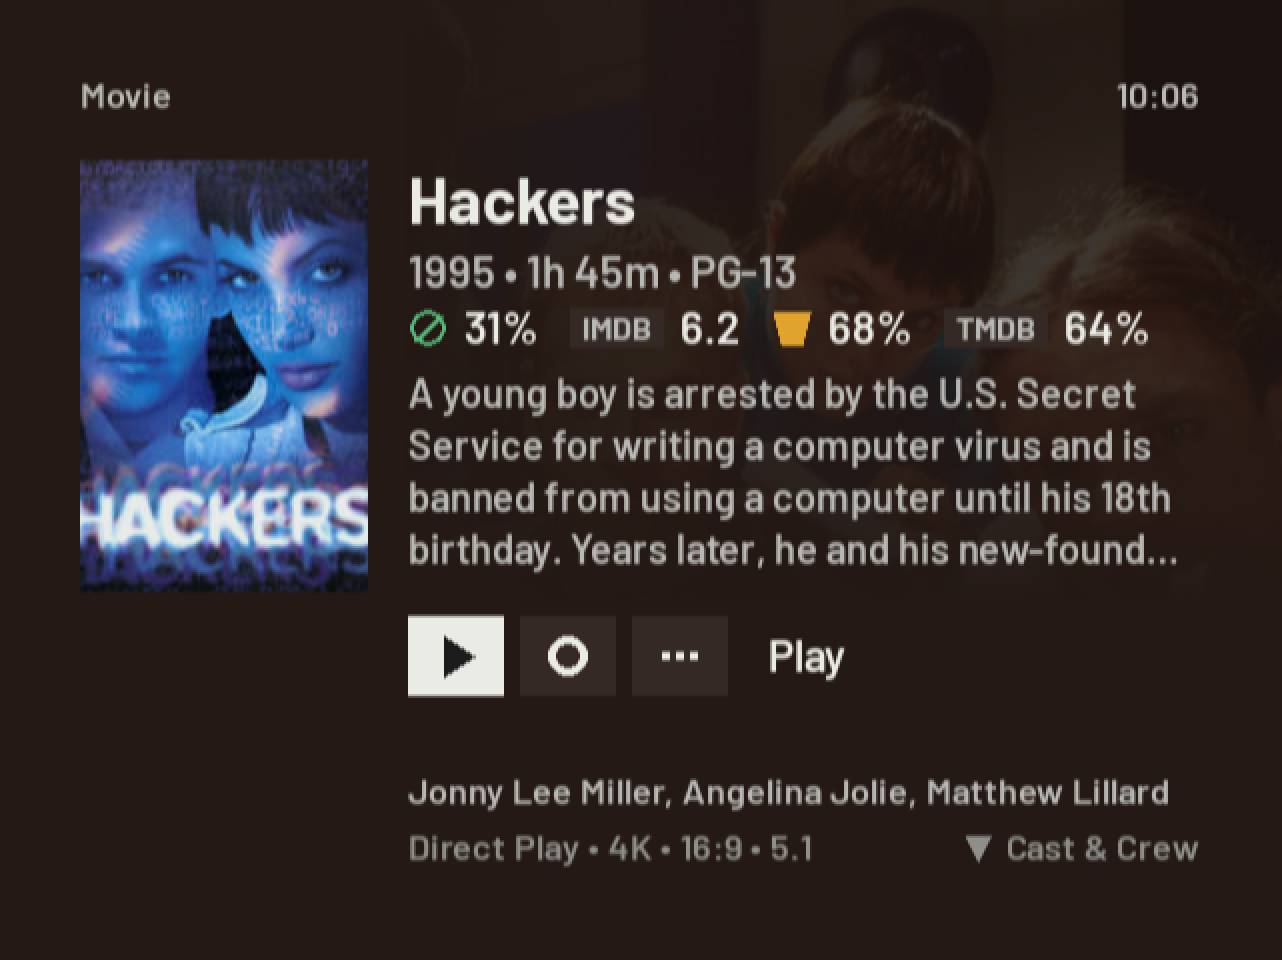 Movie
10:06
HACKERS
Hackers
1995 • 1h 45m • PG-13
31% IMDB 6.2 68% TMDB 64%
A young boy is arrested by the U.S. Secret
Service for writing a computer virus and is
banned from using a computer until his 18th
birthday. Years later, he and his new-found...
Play
Jonny Lee Miller, Angelina Jolie, Matthew Lillard
Direct Play • 4K • 16:9 • 5.1
▼ Cast & Crew